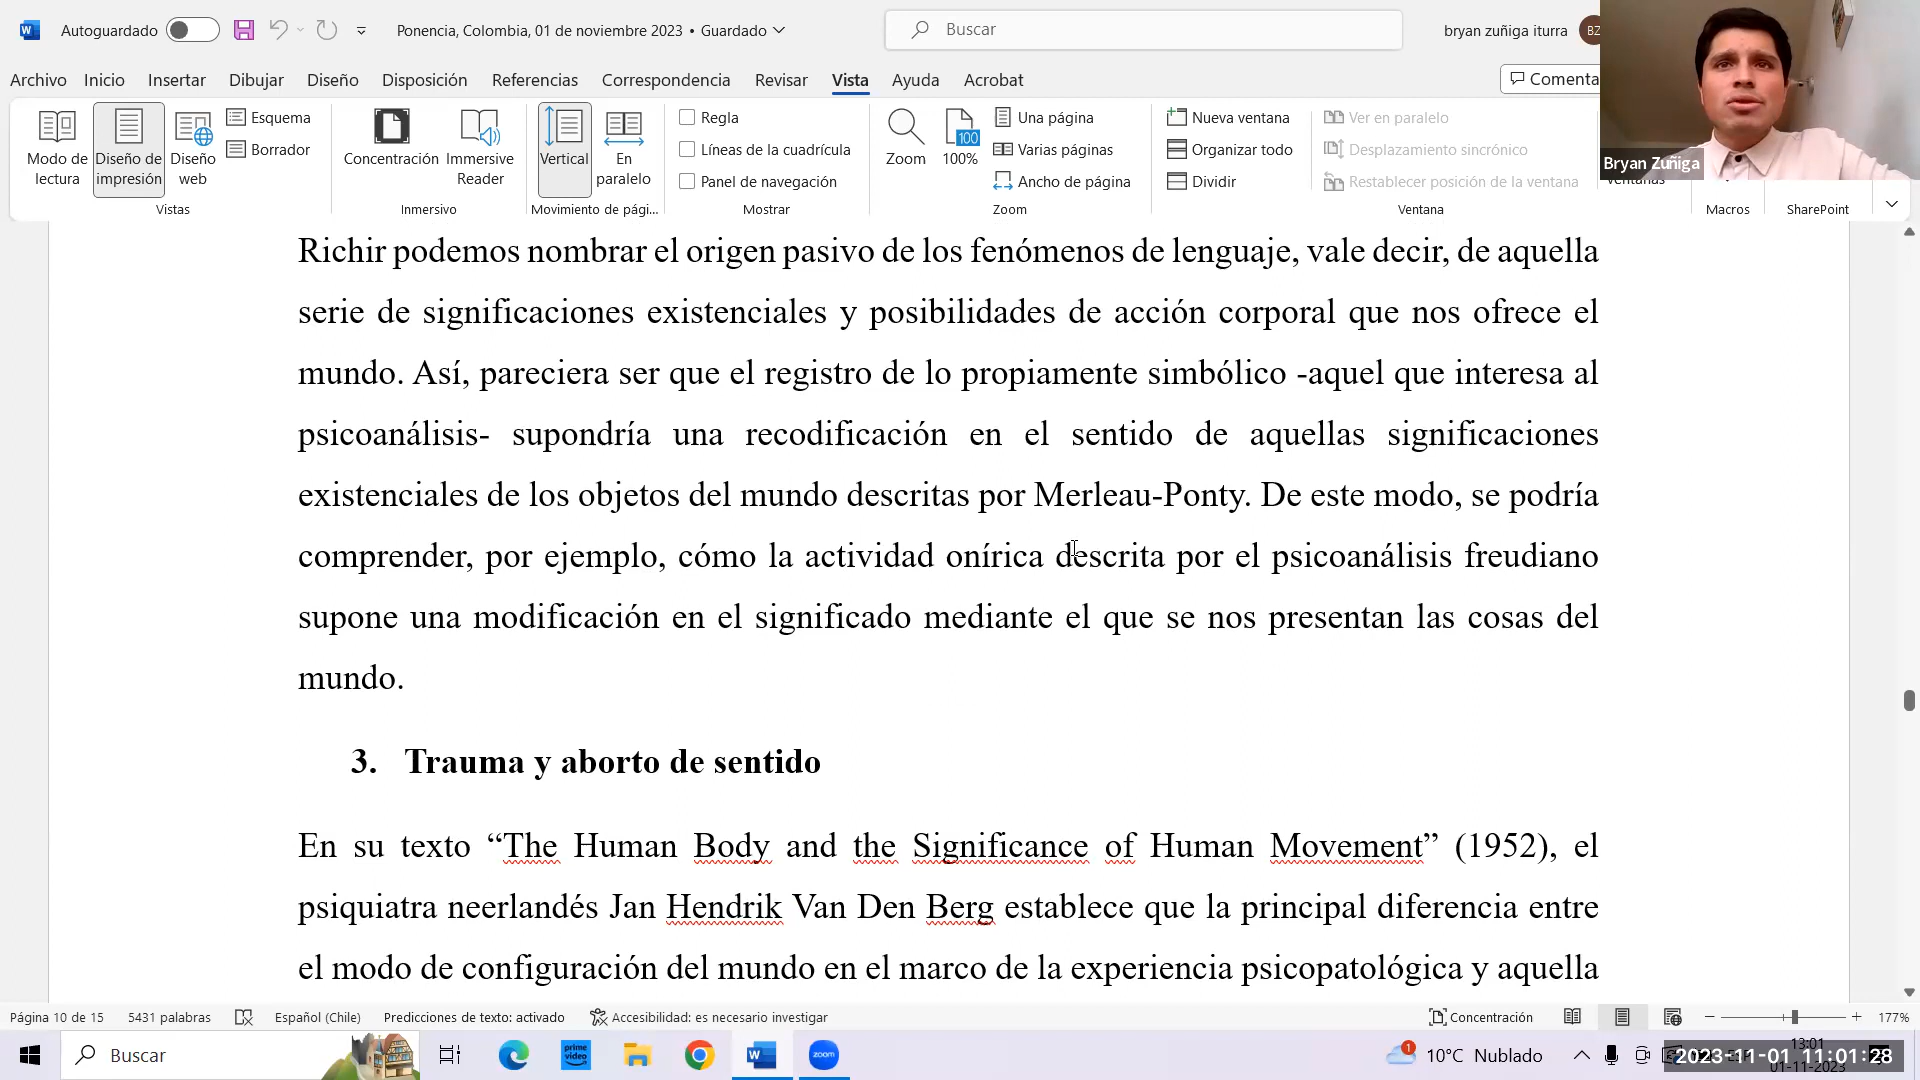 Autoguardado
Ponencia, Colombia, 01 de noviembre 2023 • Guardado
Buscar
bryan zuñiga iturra
BZ
Archivo Inicio Insertar Dibujar Diseño Disposición Referencias Correspondencia Revisar Vista Ayuda Acrobat
Modo de lectura
Diseño de impresión
Diseño web
Esquema
Borrador
Vistas
Concentración
Immersive Reader
Inmersivo
Vertical
En paralelo
Movimiento de pági...
Regla
Líneas de la cuadrícula
Panel de navegación
Mostrar
Zoom
100
100%
Una página
Varias páginas
Ancho de página
Zoom
Nueva ventana
Organizar todo
Dividir
Ver en paralelo
Desplazamiento sincrónico
Restablecer posición de la ventana
Ventana
Macros
SharePoint
Bryan Zuñiga
Richir podemos nombrar el origen pasivo de los fenómenos de lenguaje, vale decir, de aquella
serie de significaciones existenciales y posibilidades de acción corporal que nos ofrece el
mundo. Así, pareciera ser que el registro de lo propiamente simbólico -aquel que interesa al
psicoanálisis- supondría una recodificación en el sentido de aquellas significaciones
existenciales de los objetos del mundo descritas por Merleau-Ponty. De este modo, se podría
comprender, por ejemplo, cómo la actividad onírica descrita por el psicoanálisis freudiano
supone una modificación en el significado mediante el que se nos presentan las cosas del
mundo.
3. Trauma y aborto de sentido
En su texto “The Human Body and the Significance of Human Movement” (1952), el
psiquiatra neerlandés Jan Hendrik Van Den Berg establece que la principal diferencia entre
el modo de configuración del mundo en el marco de la experiencia psicopatológica y aquella
Página 10 de 15 5431 palabras Español (Chile) Predicciones de texto: activado Accesibilidad: es necesario investigar Concentración 177%
Buscar
prime video
zoom
1
10°C Nublado
13:01
2023-11-01 11:01:28
01-11-2023